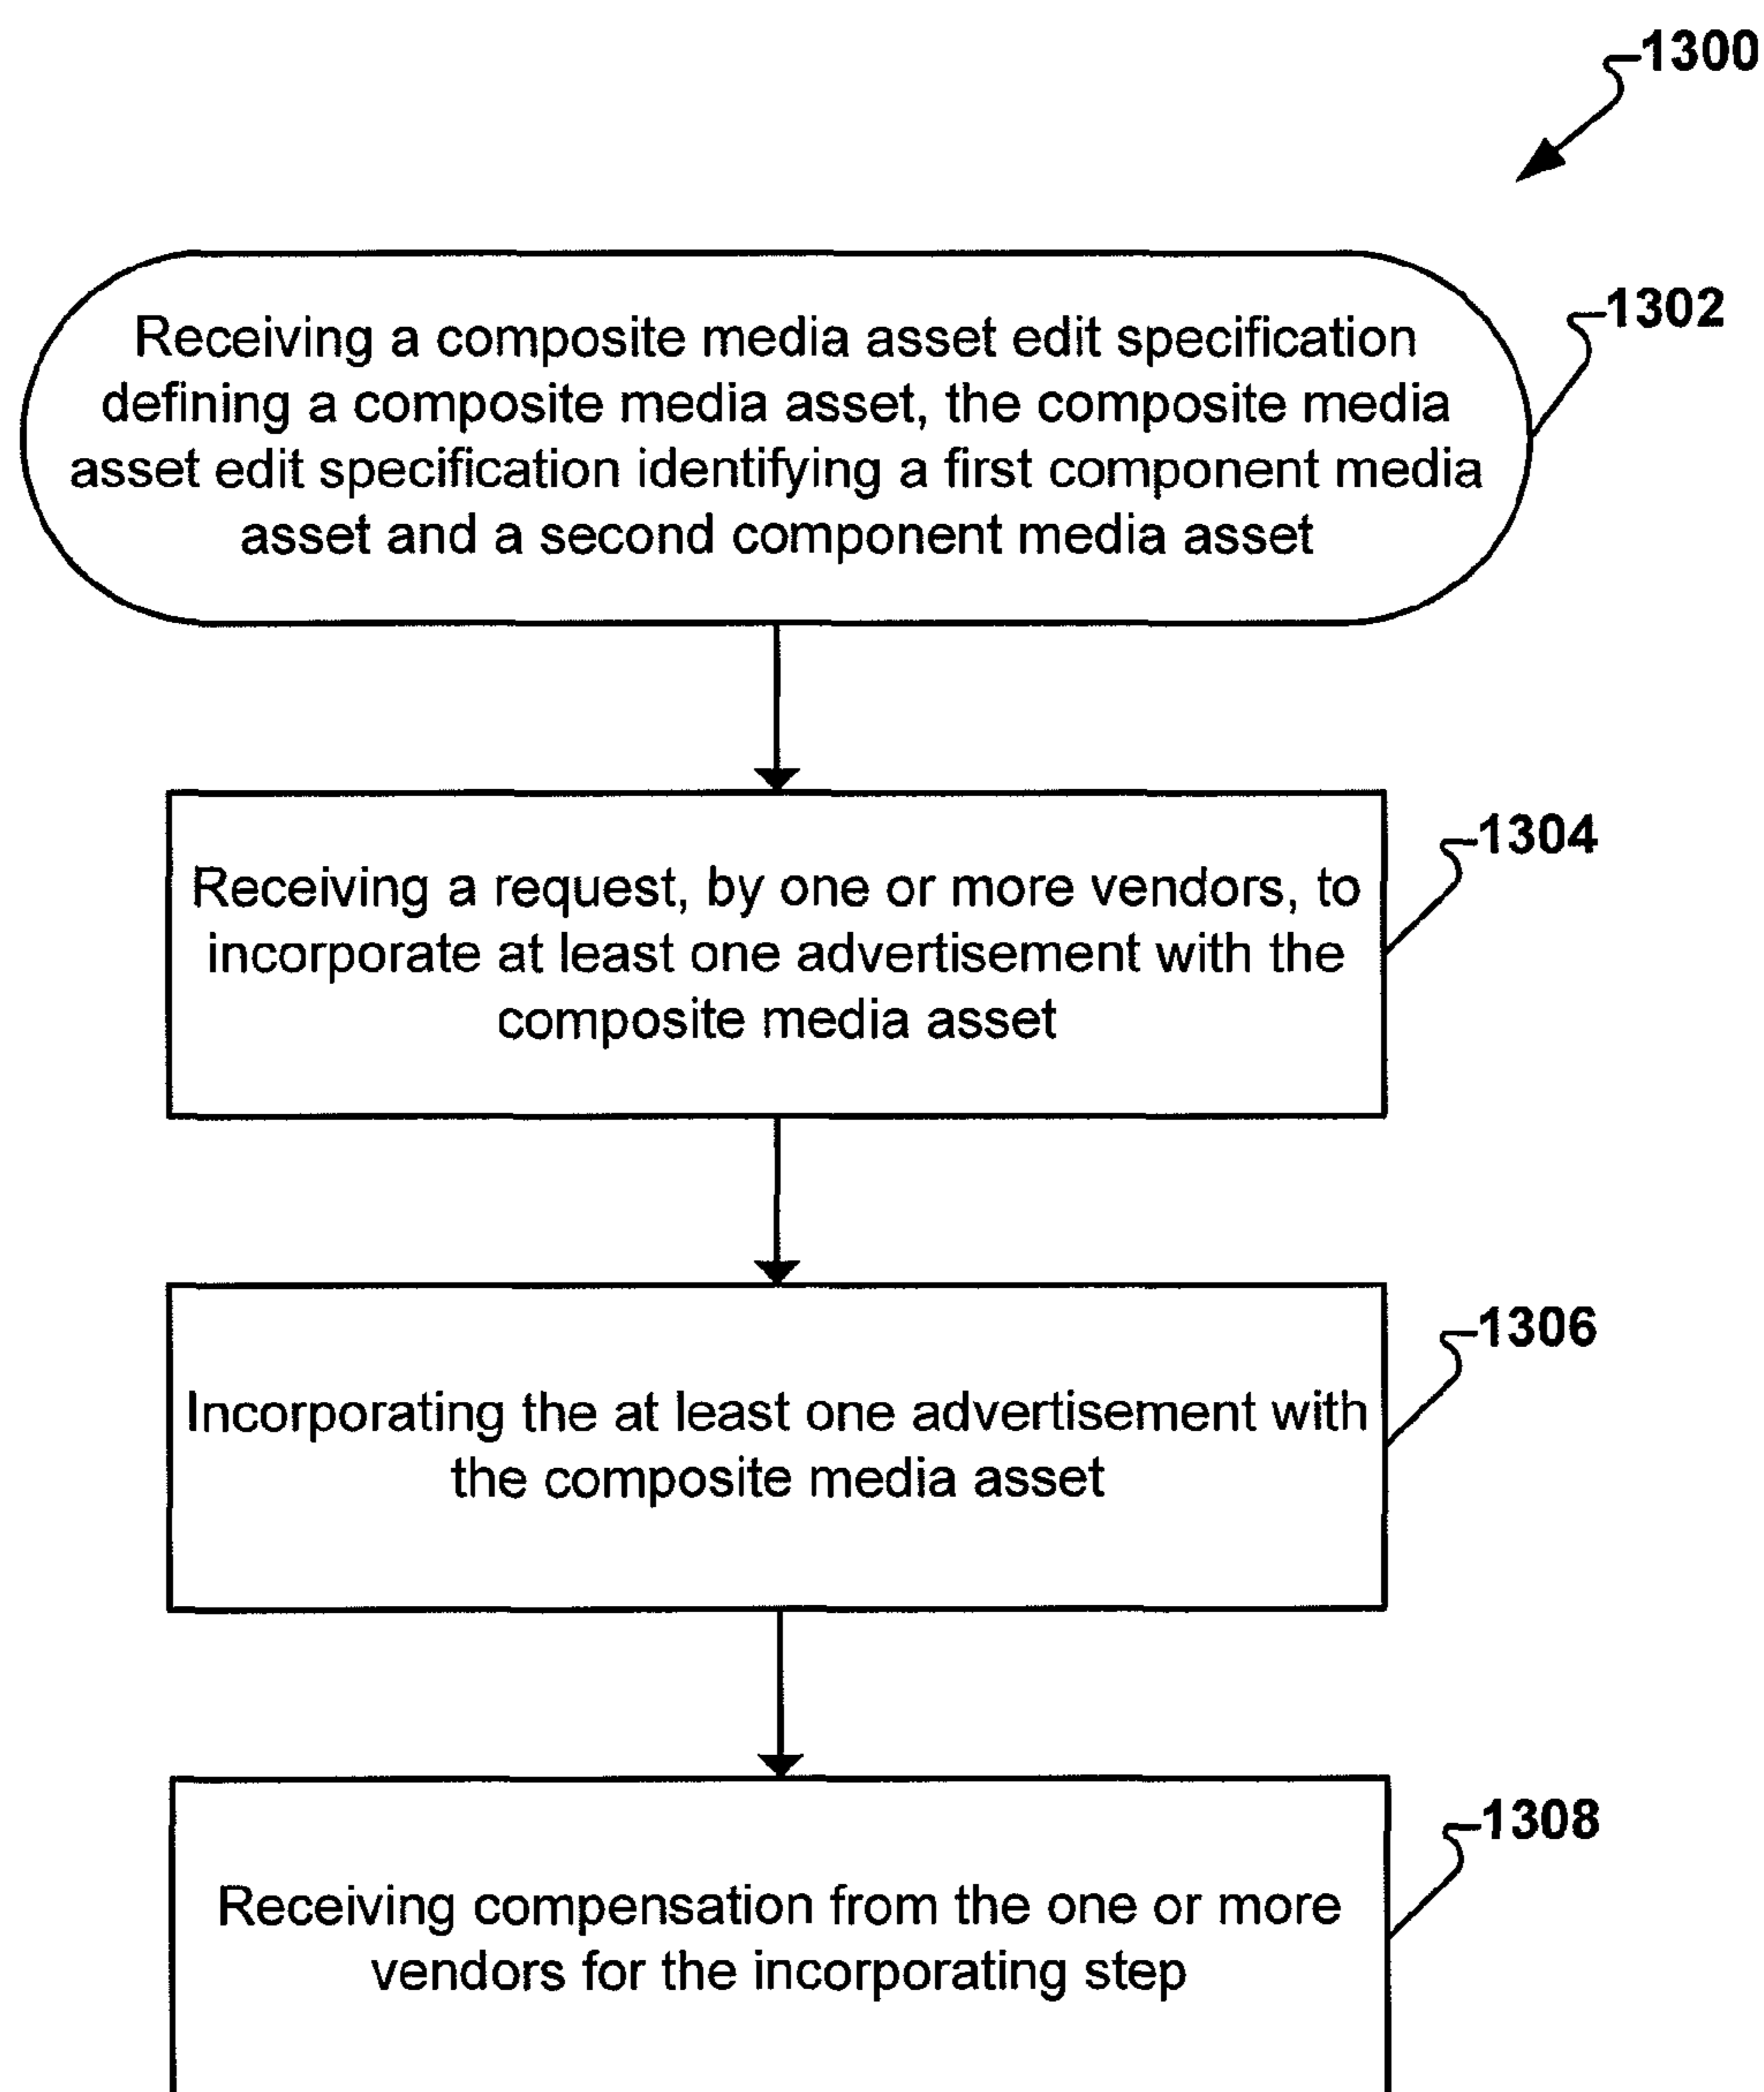 1300
1302
Receiving a composite media asset edit specification
defining a composite media asset, the composite media
asset edit specification identifying a first component media
asset and a second component media asset
1304
Receiving a request, by one or more vendors, to
incorporate at least one advertisement with the
composite media asset
1306
Incorporating the at least one advertisement with
the composite media asset
1308
Receiving compensation from the one or more
vendors for the incorporating step